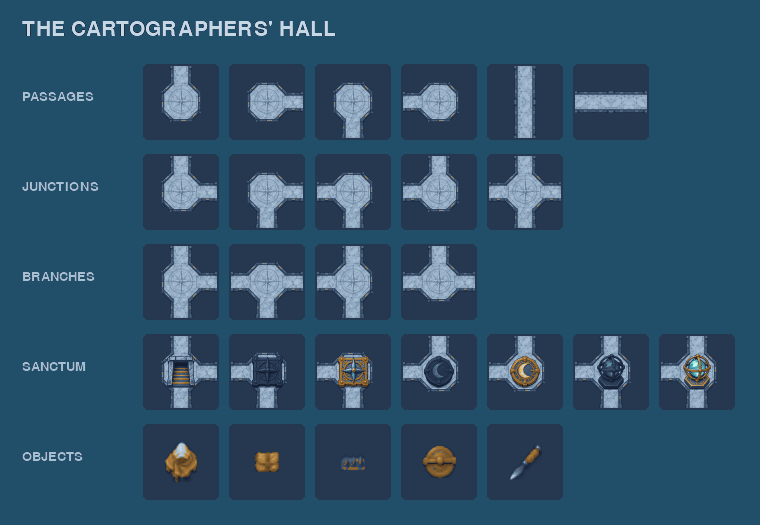 THE CARTOGRAPHERS' HALL
PASSAGES
JUNCTIONS
BRANCHES
SANCTUM
OBJECTS